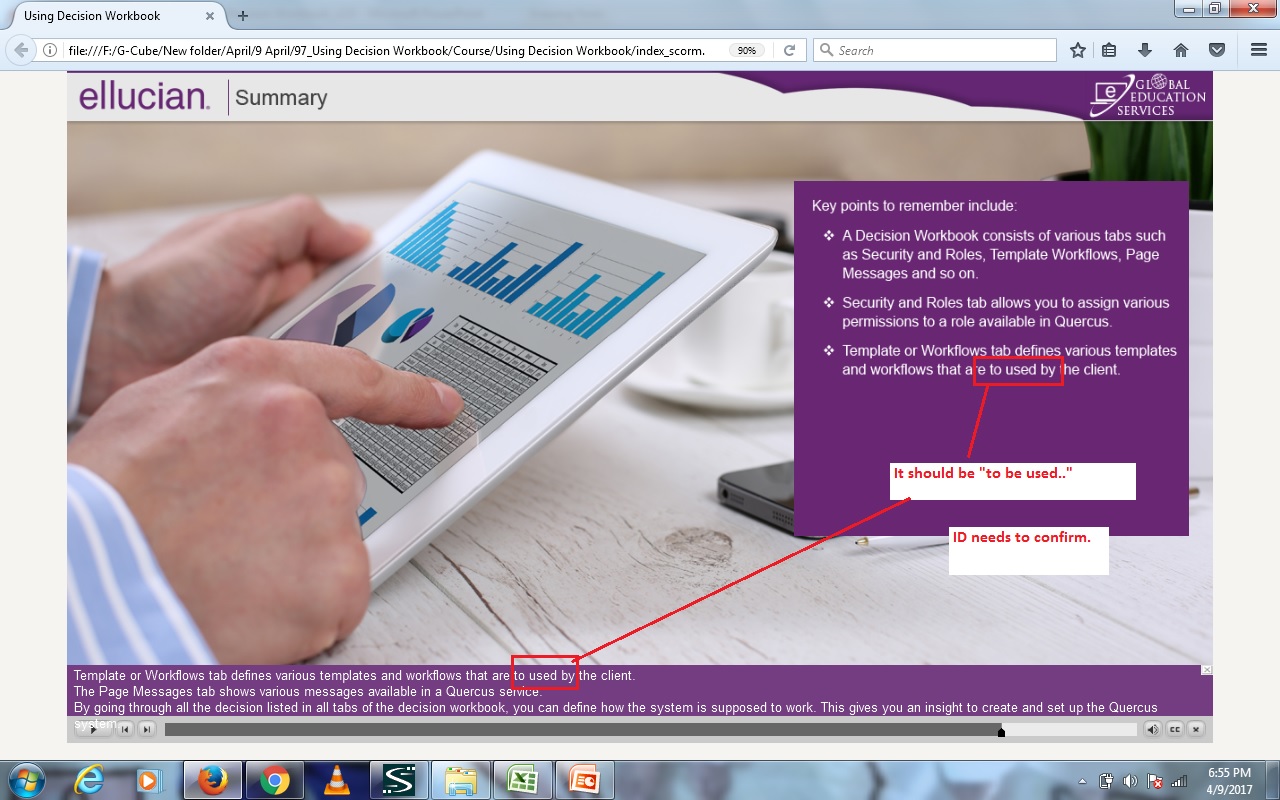 Using Decision Workbook
file:///F:/G-Cube/New folder/April/9 April/97_Using Decision Workbook/Course/Using Decision Workbook/index_scorm.
90%
Search
ellucian.
Summary
GLOBAL
EDUCATION
SERVICES
Key points to remember include:
❖ A Decision Workbook consists of various tabs such
as Security and Roles, Template Workflows, Page
Messages and so on.
❖ Security and Roles tab allows you to assign various
permissions to a role available in Quercus.
❖ Template or Workflows tab defines various templates
and workflows that are to used by the client.
It should be "to be used.."
ID needs to confirm.
Template or Workflows tab defines various templates and workflows that are to used by the client.
The Page Messages tab shows various messages available in a Quercus service.
By going through all the decision listed in all tabs of the decision workbook, you can define how the system is supposed to work. This gives you an insight to create and set up the Quercus
system.
CC
6:55 PM
4/9/2017